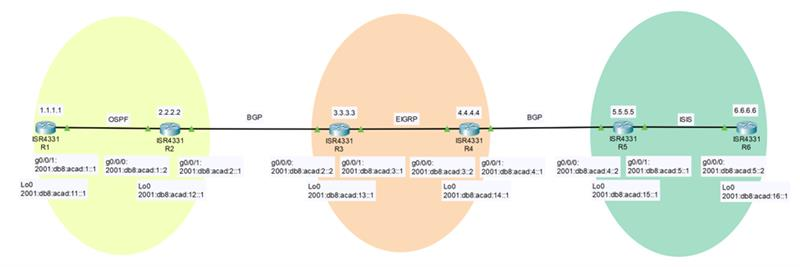 1.1.1.1
OSPF
2.2.2.2
BGP
3.3.3.3
EIGRP
4.4.4.4
BGP
5.5.5.5
ISIS
6.6.6.6
ISR4331
R1
ISR4331
R2
ISR4331
R3
ISR4331
R4
ISR4331
R5
ISR4331
R6
g0/0/1:
2001:db8:acad:1::1
g0/0/0:
2001:db8:acad:1::2
g0/0/1:
2001:db8:acad:2::1
g0/0/0:
2001:db8:acad:2::2
g0/0/1:
2001:db8:acad:3::1
g0/0/0:
2001:db8:acad:3::2
g0/0/1:
2001:db8:acad:4::1
g0/0/0:
2001:db8:acad:4::2
g0/0/1:
2001:db8:acad:5::1
g0/0/0:
2001:db8:acad:5::2
Lo0
2001:db8:acad:11::1
Lo0
2001:db8:acad:12::1
Lo0
2001:db8:acad:13::1
Lo0
2001:db8:acad:14::1
Lo0
2001:db8:acad:15::1
Lo0
2001:db8:acad:16::1